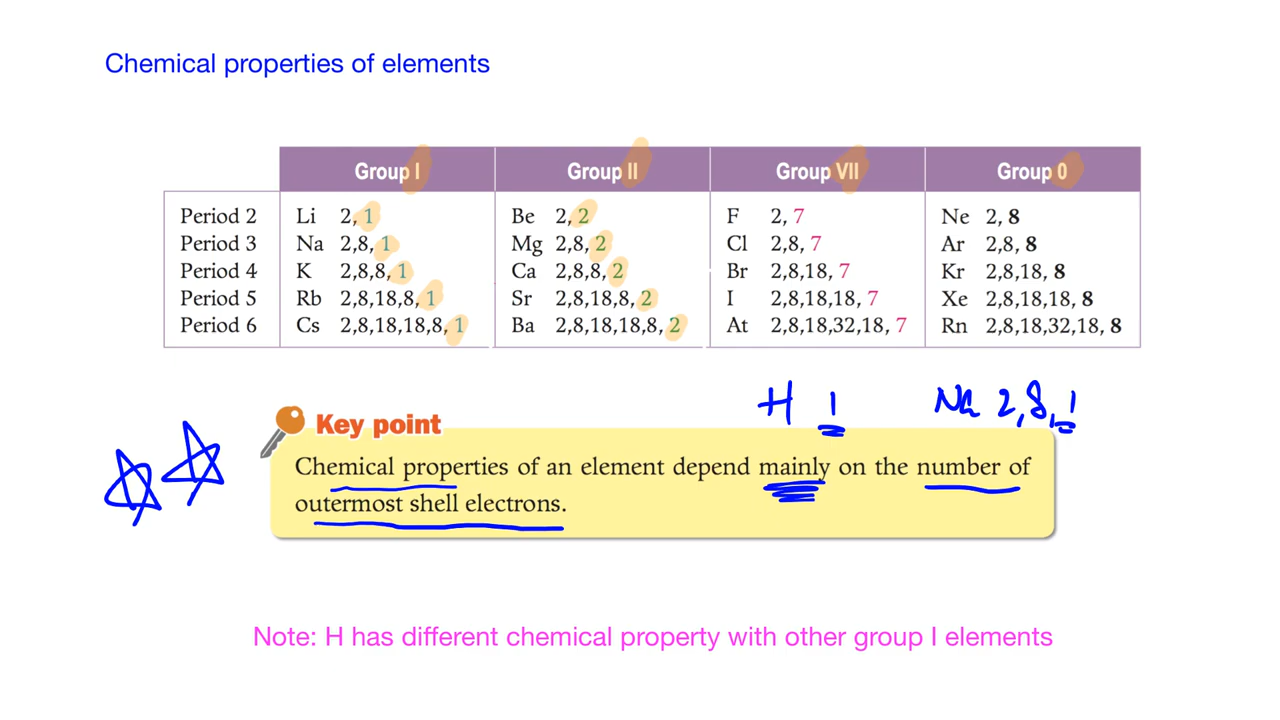 Chemical properties of elements
Group I Group II Group VII Group 0
Period 2 Li 2, 1 Be 2, 2 F 2, 7 Ne 2, 8
Period 3 Na 2,8, 1 Mg 2,8, 2 Cl 2,8, 7 Ar 2,8, 8
Period 4 K 2,8,8, 1 Ca 2,8,8, 2 Br 2,8,18, 7 Kr 2,8,18, 8
Period 5 Rb 2,8,18,8, 1 Sr 2,8,18,8, 2 I 2,8,18,18, 7 Xe 2,8,18,18, 8
Period 6 Cs 2,8,18,18,8, 1 Ba 2,8,18,18,8, 2 At 2,8,18,32,18, 7 Rn 2,8,18,32,18, 8
H 1 Na 2,8,1
Key point
Chemical properties of an element depend mainly on the number of
outermost shell electrons.
Note: H has different chemical property with other group I elements